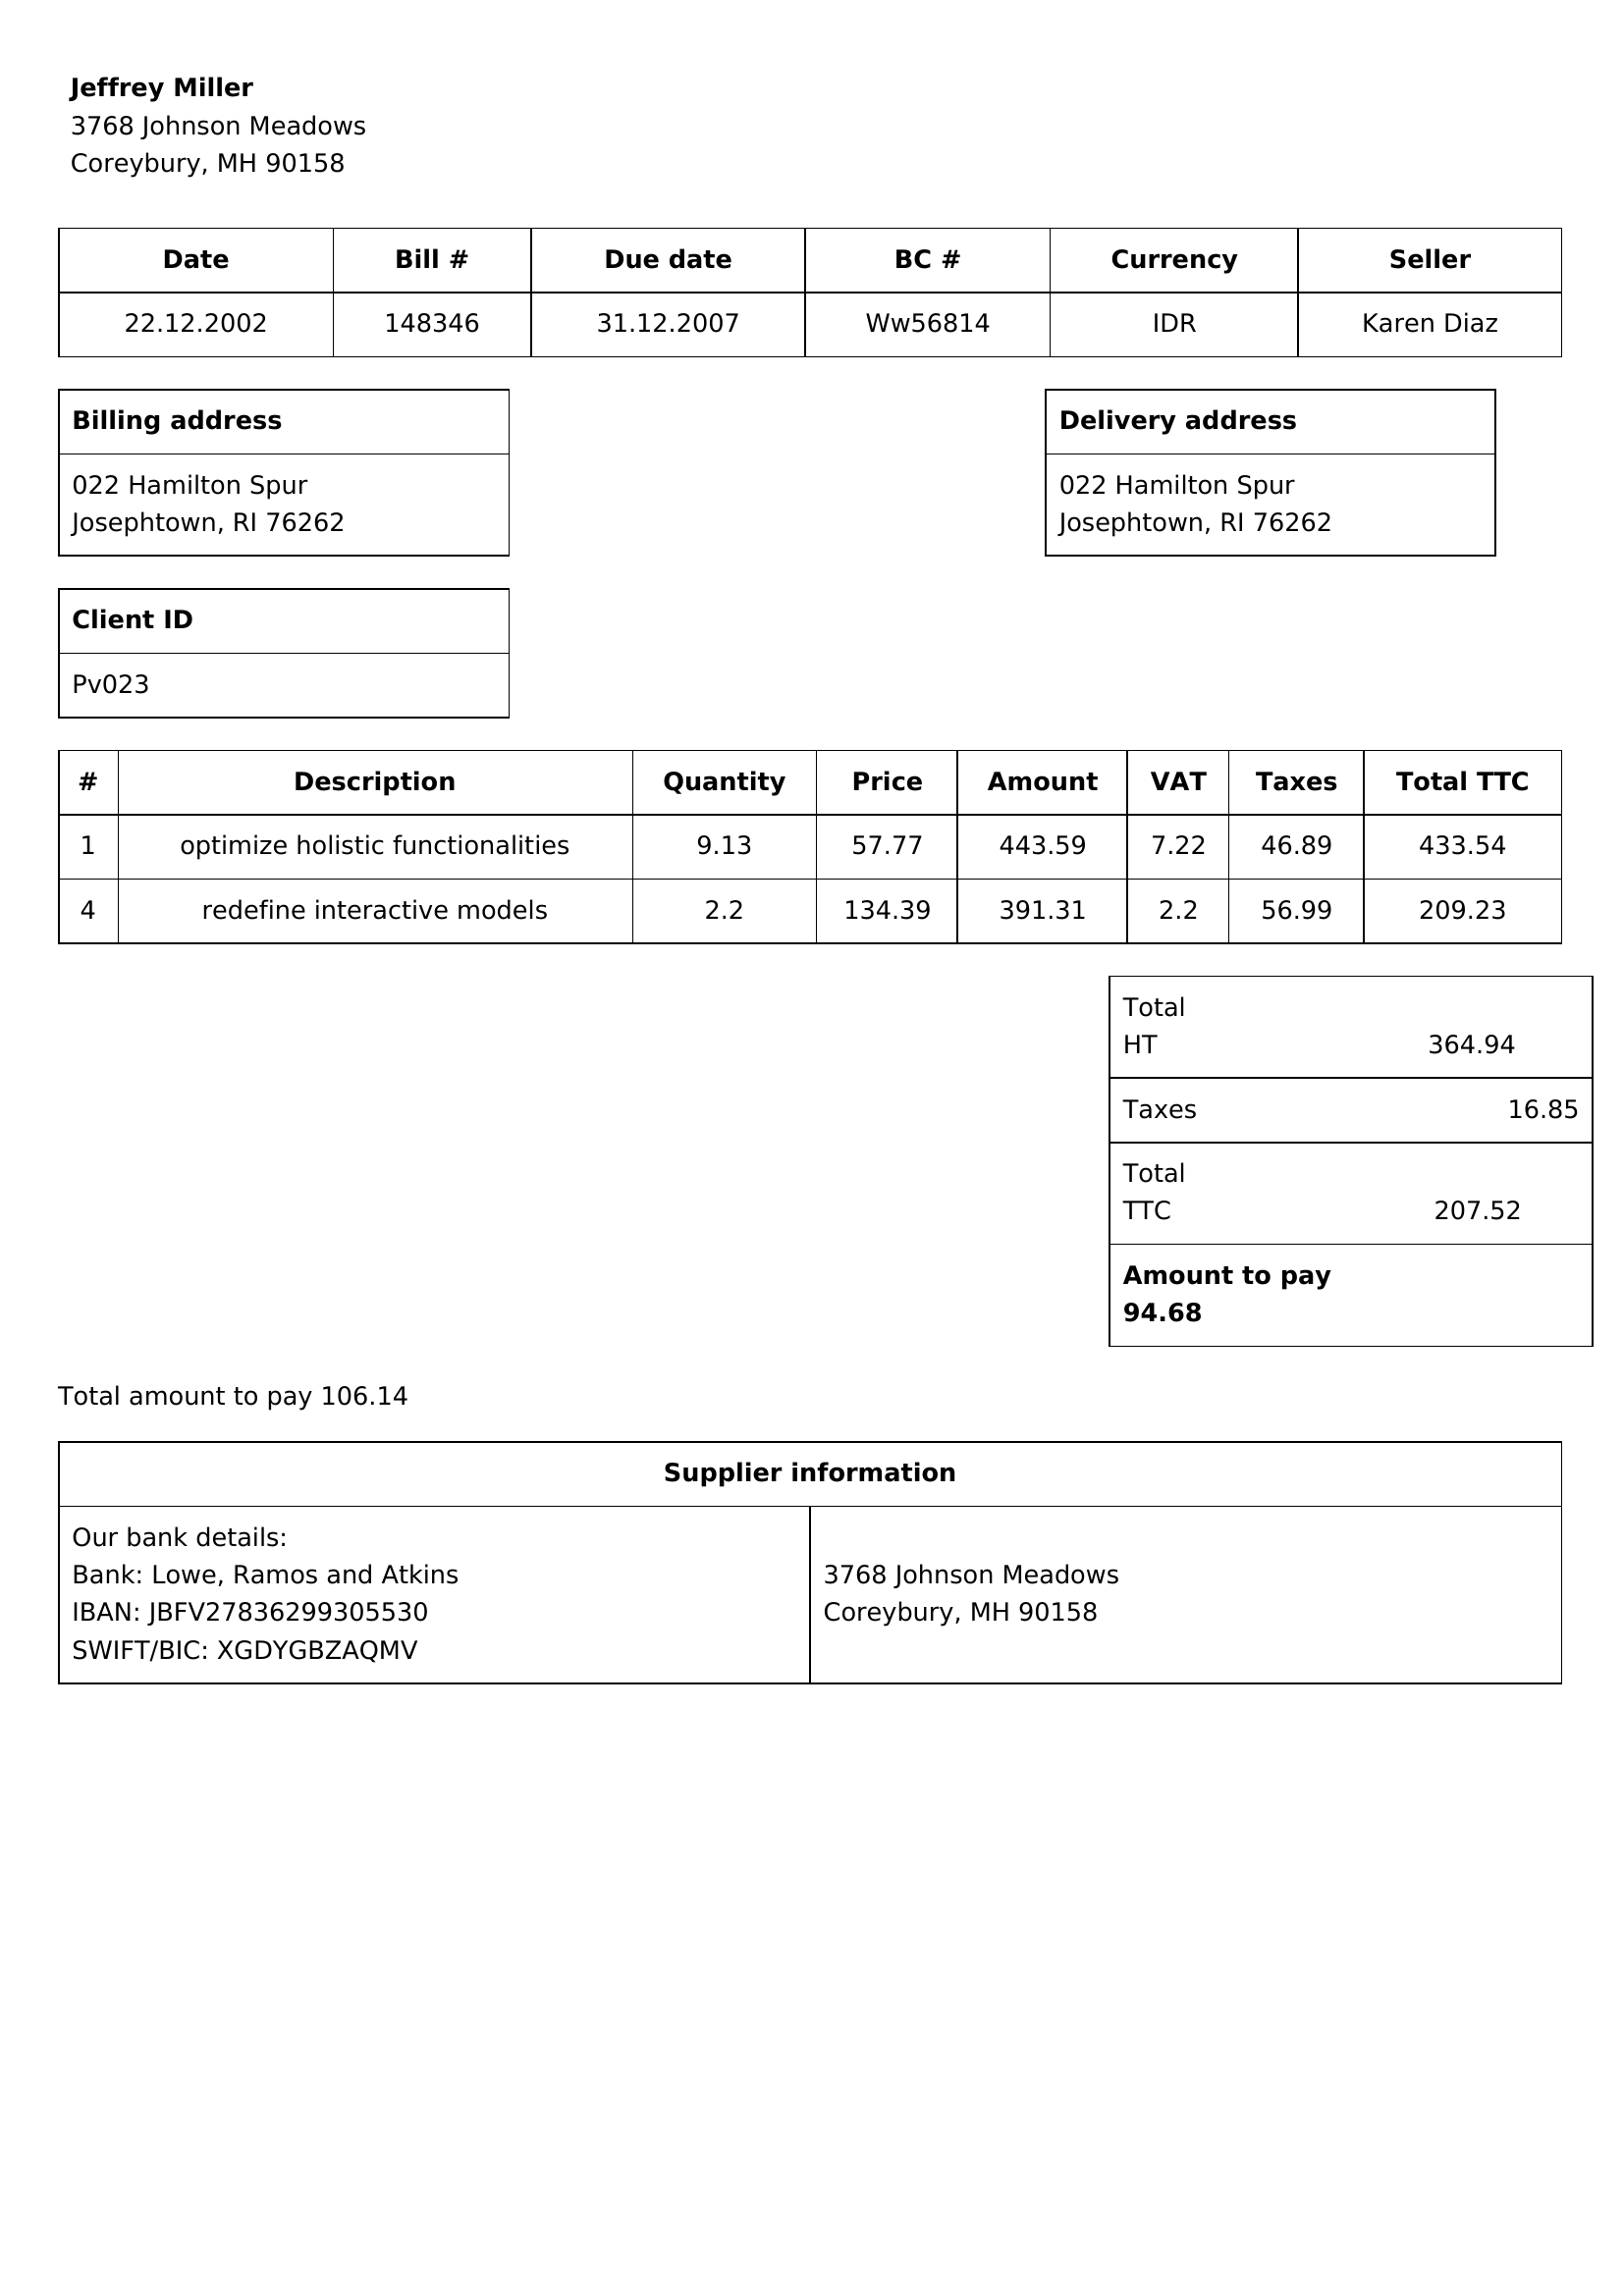 Jeffrey Miller
3768 Johnson Meadows
Coreybury, MH 90158
Date Bill # Due date BC # Currency Seller
22.12.2002 148346 31.12.2007 Ww56814 IDR Karen Diaz
Billing address
022 Hamilton Spur
Josephtown, RI 76262
Delivery address
022 Hamilton Spur
Josephtown, RI 76262
Client ID
Pv023
# Description Quantity Price Amount VAT Taxes Total TTC
1 optimize holistic functionalities 9.13 57.77 443.59 7.22 46.89 433.54
4 redefine interactive models 2.2 134.39 391.31 2.2 56.99 209.23
Total
HT 364.94
Taxes 16.85
Total
TTC 207.52
Amount to pay
94.68
Total amount to pay 106.14
Supplier information
Our bank details:
Bank: Lowe, Ramos and Atkins
IBAN: JBFV27836299305530
SWIFT/BIC: XGDYGBZAQMV
3768 Johnson Meadows
Coreybury, MH 90158